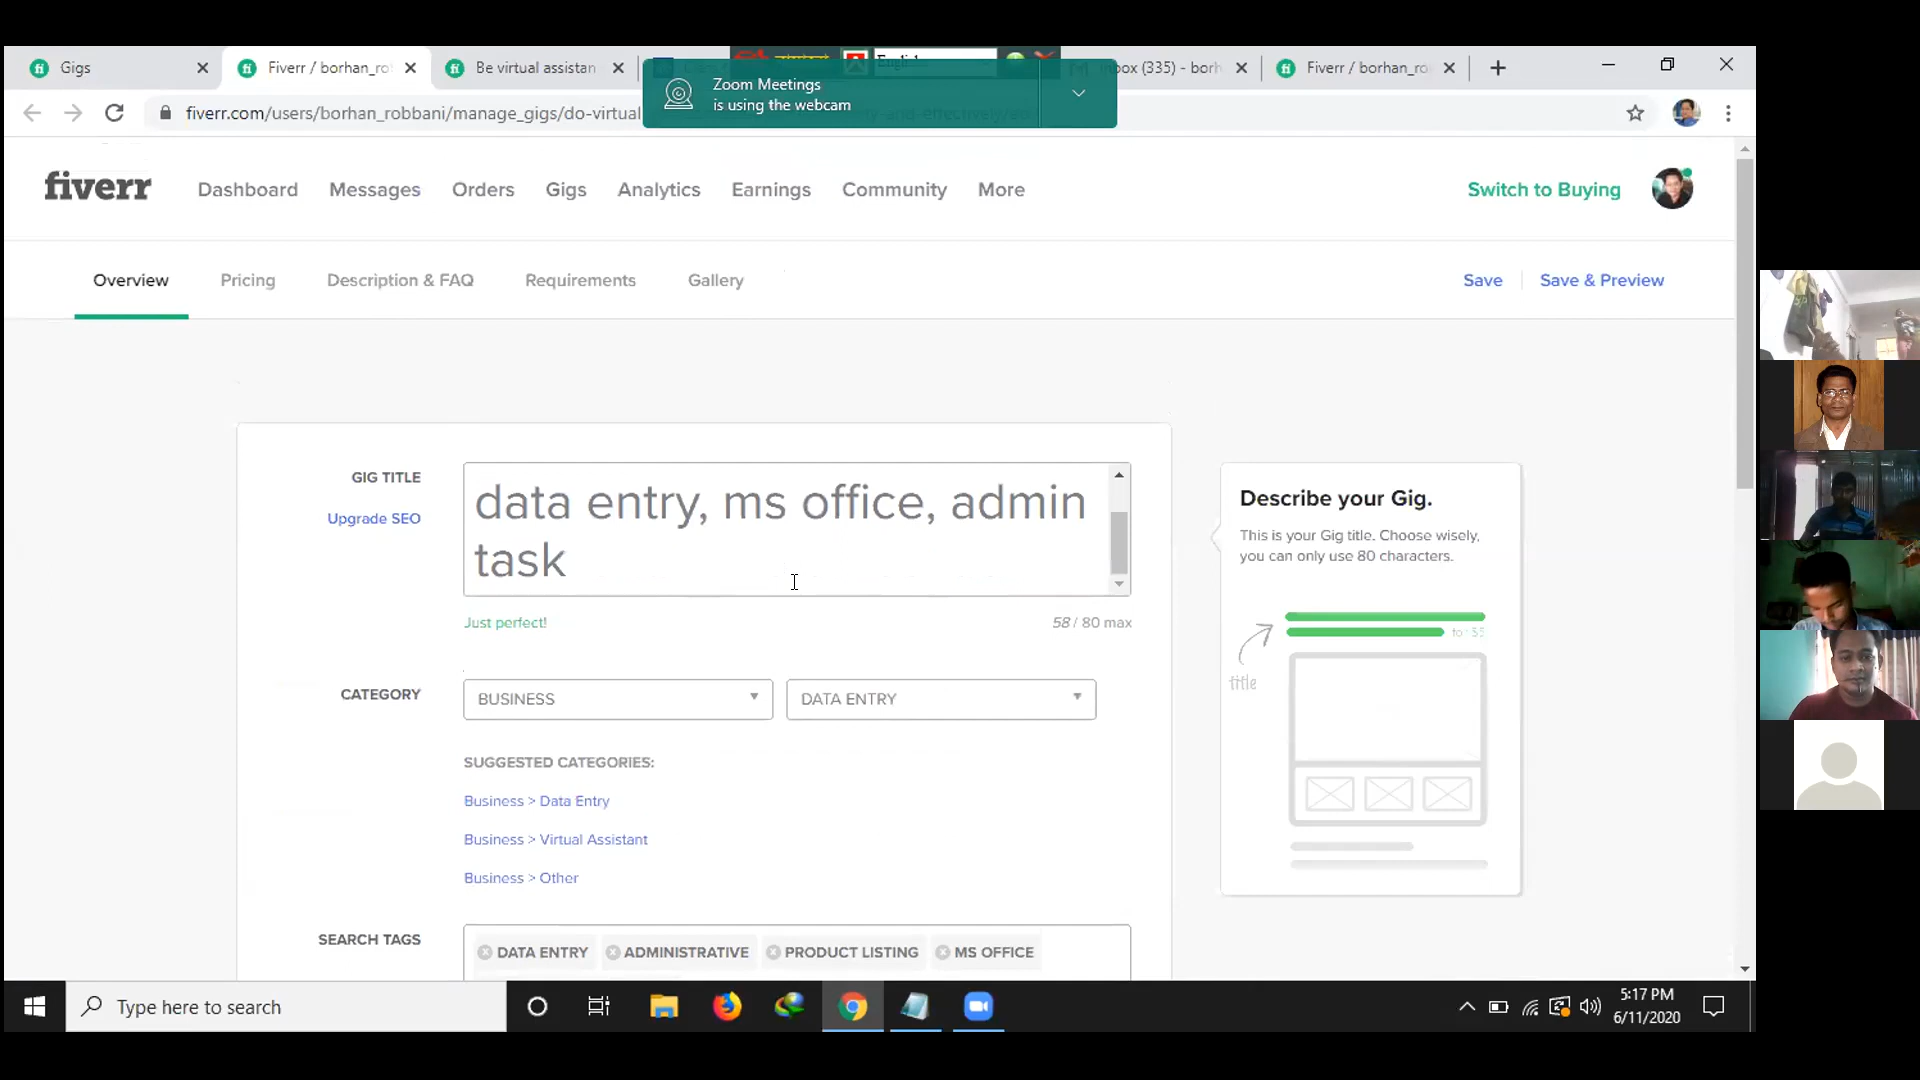 Gigs
Fiverr / borhan_ro
Be virtual assistan
English
Inbox (335) - borh
Fiverr / borhan_ro
Zoom Meetings
is using the webcam
fiverr.com/users/borhan_robbani/manage_gigs/do-virtual
fiverr
Dashboard
Messages
Orders
Gigs
Analytics
Earnings
Community
More
Switch to Buying
Overview
Pricing
Description & FAQ
Requirements
Gallery
Save
Save & Preview
GIG TITLE
Upgrade SEO
data entry, ms office, admin
task
Just perfect!
58 / 80 max
Describe your Gig.
This is your Gig title. Choose wisely,
you can only use 80 characters.
title
CATEGORY
BUSINESS
DATA ENTRY
SUGGESTED CATEGORIES:
Business > Data Entry
Business > Virtual Assistant
Business > Other
SEARCH TAGS
DATA ENTRY
ADMINISTRATIVE
PRODUCT LISTING
MS OFFICE
Type here to search
5:17 PM
6/11/2020